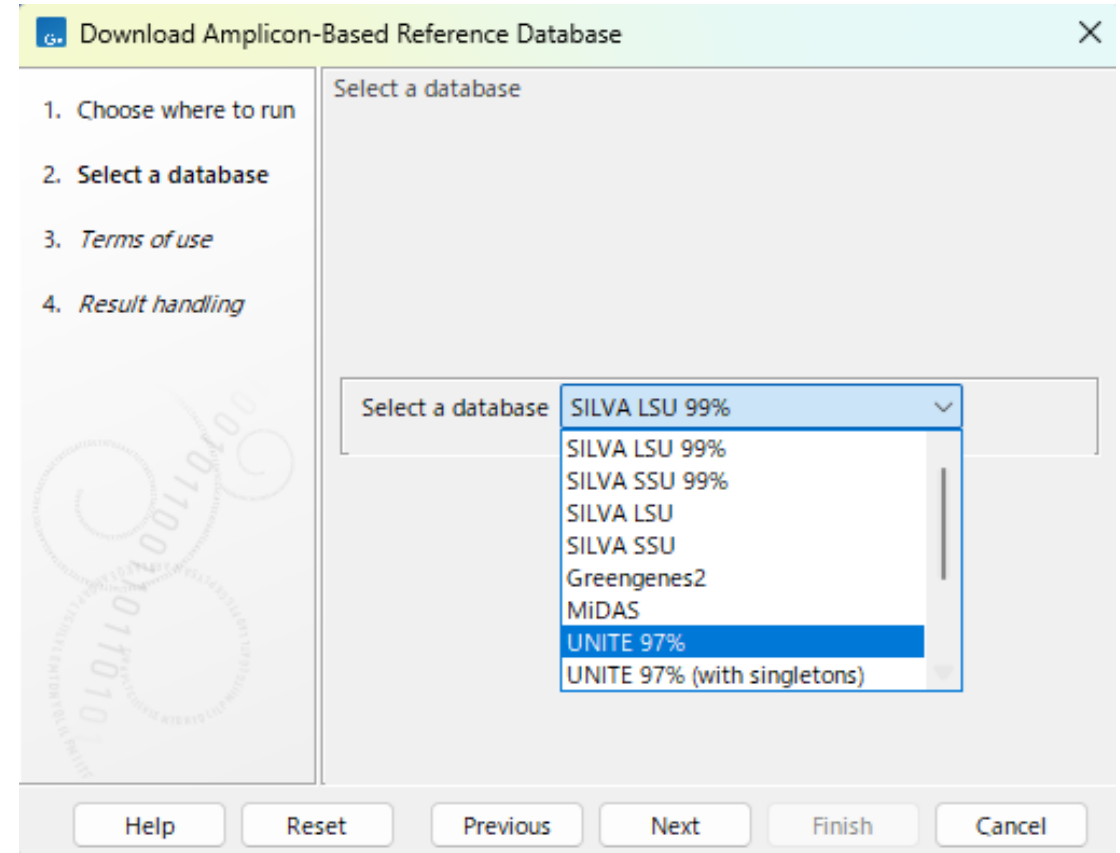 G.
Download Amplicon-Based Reference Database
1. Choose where to run
2. Select a database
3. Terms of use
4. Result handling
Select a database
Select a database SILVA LSU 99%
SILVA LSU 99%
SILVA SSU 99%
SILVA LSU
SILVA SSU
Greengenes2
MiDAS
UNITE 97%
UNITE 97% (with singletons)
Help Reset Previous Next Finish Cancel